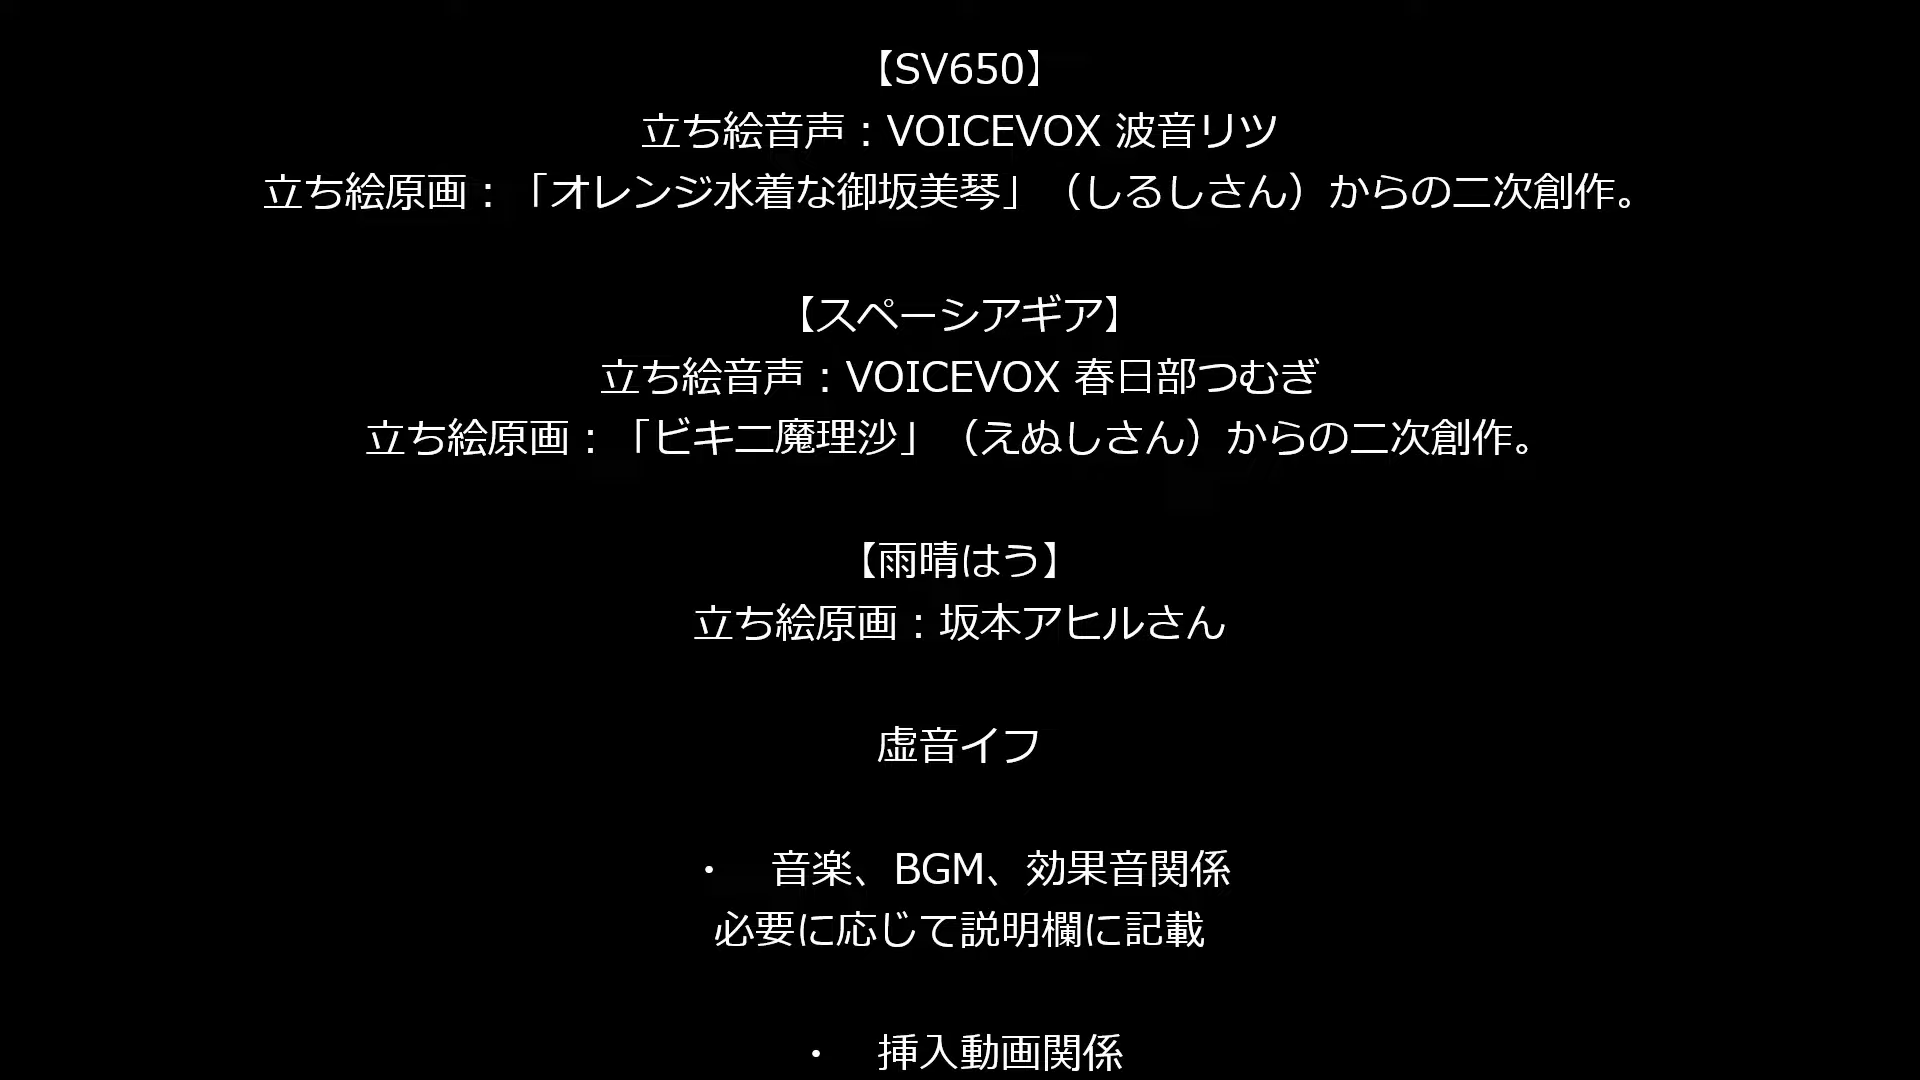 【SV650】
立ち絵音声：VOICEVOX 波音リツ
立ち絵原画：「オレンジ水着な御坂美琴」（しるしさん）からの二次創作。
【スペーシアギア】
立ち絵音声：VOICEVOX 春日部つむぎ
立ち絵原画：「ビキニ魔理沙」（えぬしさん）からの二次創作。
【雨晴はう】
立ち絵原画：坂本アヒルさん
虚音イフ
・　音楽、BGM、効果音関係
必要に応じて説明欄に記載
・　挿入動画関係